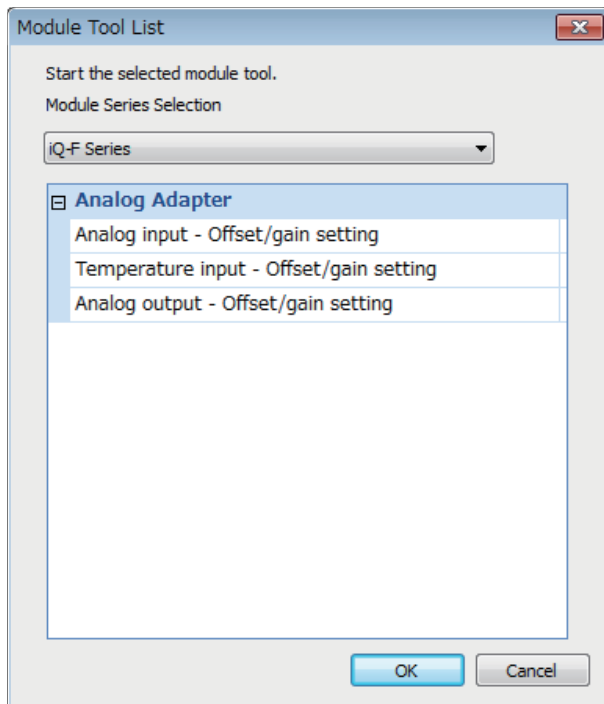 Module Tool List
Start the selected module tool.
Module Series Selection
iQ-F Series
Analog Adapter
Analog input - Offset/gain setting
Temperature input - Offset/gain setting
Analog output - Offset/gain setting
OK Cancel